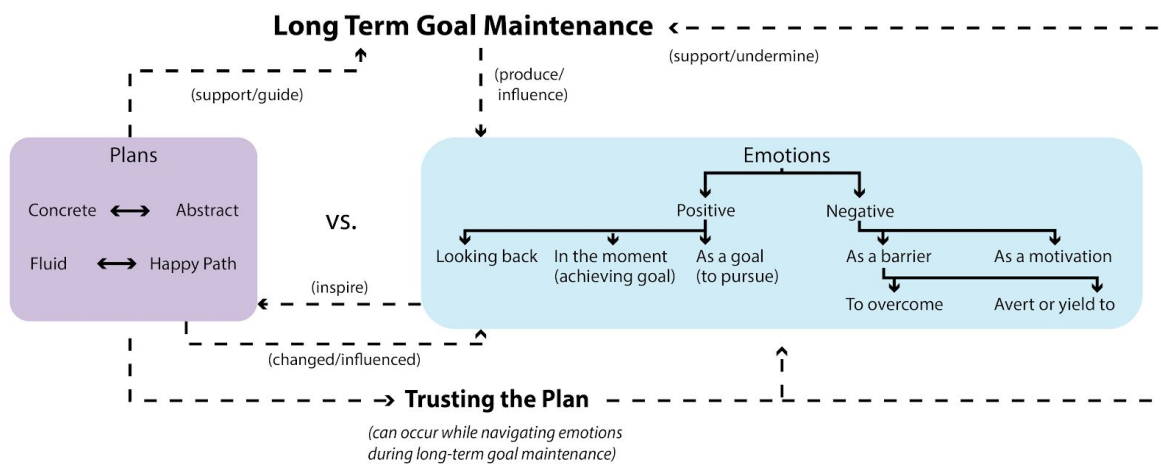 Long Term Goal Maintenance
(support/undermine)
(produce/
influence)
(support/guide)
Plans
Concrete
Abstract
Fluid
Happy Path
vs.
Emotions
Positive
Negative
Looking back
In the moment
(achieving goal)
As a goal
(to pursue)
As a barrier
As a motivation
To overcome
Avert or yield to
(inspire)
(changed/influenced)
Trusting the Plan
(can occur while navigating emotions
during long-term goal maintenance)